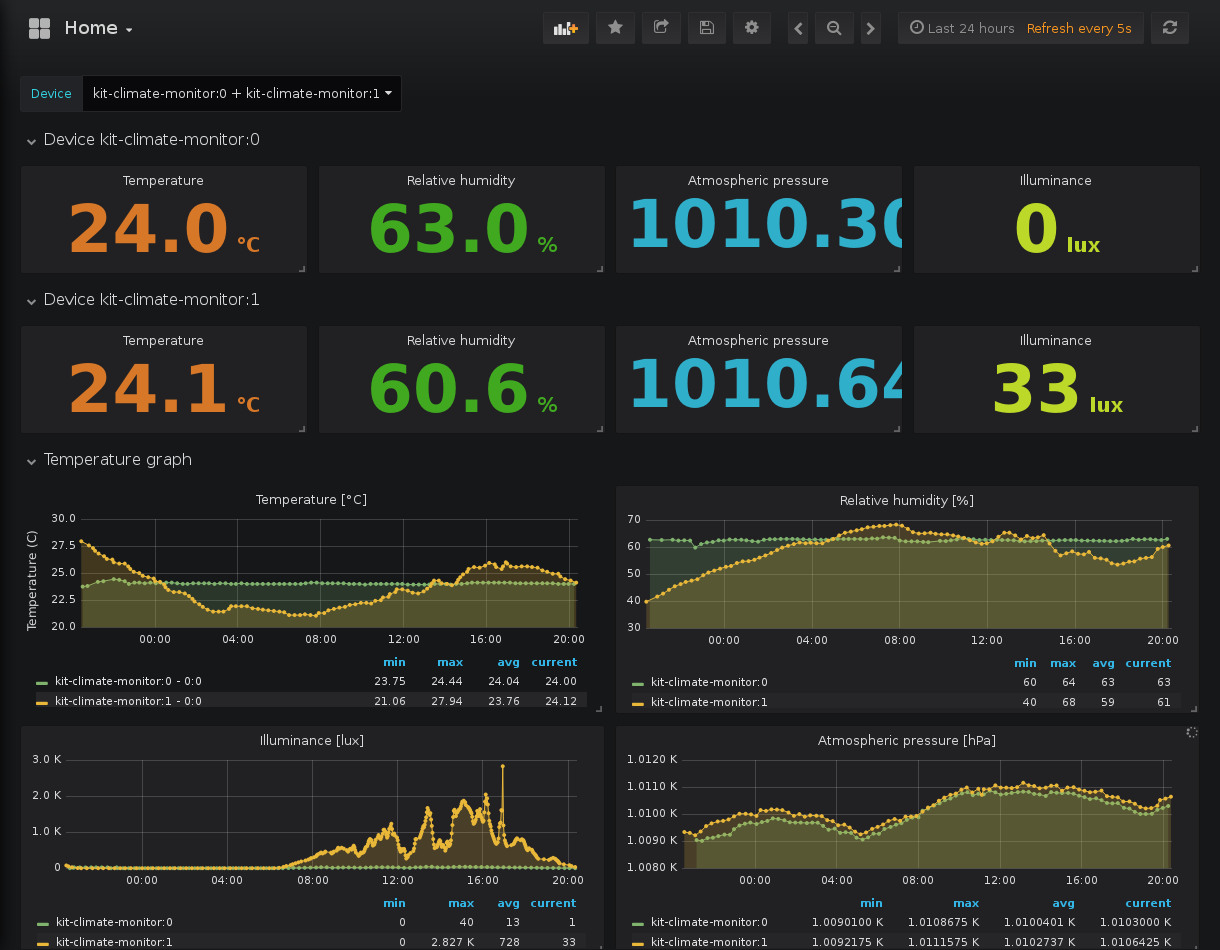 Home
Last 24 hours Refresh every 5s
Device kit-climate-monitor:0 + kit-climate-monitor:1
Device kit-climate-monitor:0
Temperature Relative humidity Atmospheric pressure Illuminance
24.0 °C 63.0 % 1010.30 0 lux
Device kit-climate-monitor:1
Temperature Relative humidity Atmospheric pressure Illuminance
24.1 °C 60.6 % 1010.64 33 lux
Temperature graph
Temperature [°C]
Temperature (C)
30.0
27.5
25.0
22.5
20.0
00:00 04:00 08:00 12:00 16:00 20:00
min max avg current
kit-climate-monitor:0 - 0:0 23.75 24.44 24.04 24.00
kit-climate-monitor:1 - 0:0 21.06 27.94 23.76 24.12
Relative humidity [%]
70
60
50
40
30
00:00 04:00 08:00 12:00 16:00 20:00
min max avg current
kit-climate-monitor:0 60 64 63 63
kit-climate-monitor:1 40 68 59 61
Illuminance [lux]
3.0 K
2.0 K
1.0 K
0
00:00 04:00 08:00 12:00 16:00 20:00
min max avg current
kit-climate-monitor:0 0 40 13 1
kit-climate-monitor:1 0 2.827 K 728 33
Atmospheric pressure [hPa]
1.0120 K
1.0110 K
1.0100 K
1.0090 K
1.0080 K
00:00 04:00 08:00 12:00 16:00 20:00
min max avg current
kit-climate-monitor:0 1.0090100 K 1.0108675 K 1.0100401 K 1.0103000 K
kit-climate-monitor:1 1.0092175 K 1.0111575 K 1.0102737 K 1.0106425 K